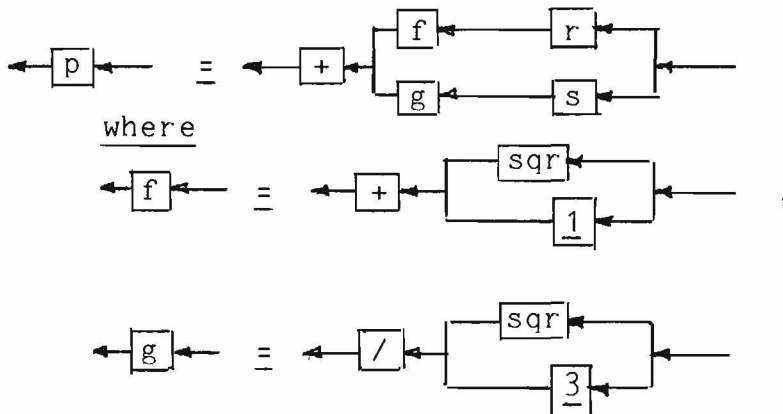 f r
p = +
g s
where
sqr
f = +
1 ,
sqr
g = /
3